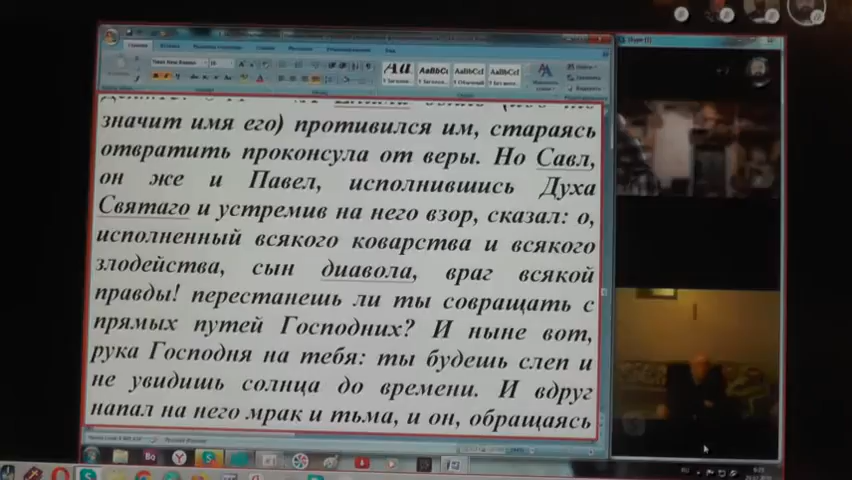 значит имя его) противился им, стараясь
отвратить проконсула от веры. Но Савл,
он же и Павел, исполнившись Духа
Святаго и устремив на него взор, сказал: о,
исполненный всякого коварства и всякого
злодейства, сын диавола, враг всякой
правды! перестанешь ли ты совращать с
прямых путей Господних? И ныне вот,
рука Господня на тебя: ты будешь слеп и
не увидишь солнца до времени. И вдруг
напал на него мрак и тьма, и он, обращаясь